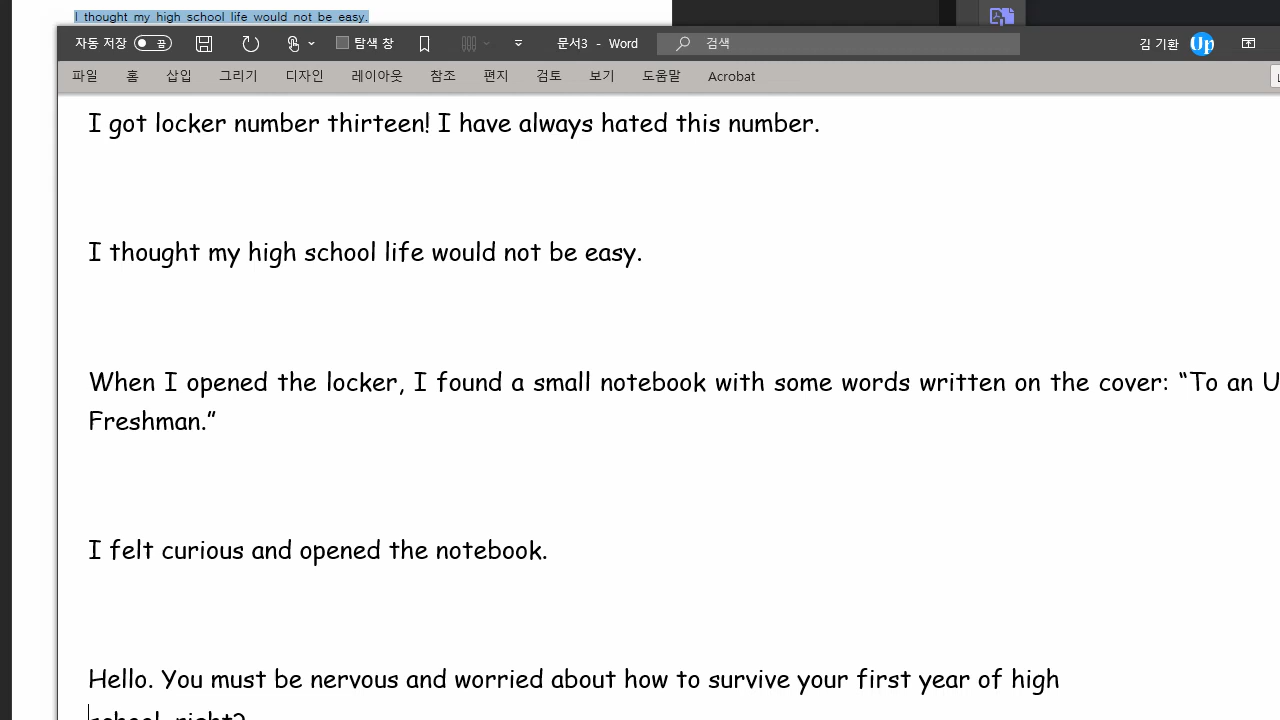 I thought my high school life would not be easy.
자동 저장 끔 탐색 창 문서3 - Word 검색 김 기환 Up
파일 홈 삽입 그리기 디자인 레이아웃 참조 편지 검토 보기 도움말 Acrobat
I got locker number thirteen! I have always hated this number.
I thought my high school life would not be easy.
When I opened the locker, I found a small notebook with some words written on the cover: “To an U
Freshman.”
I felt curious and opened the notebook.
Hello. You must be nervous and worried about how to survive your first year of high
school, right?